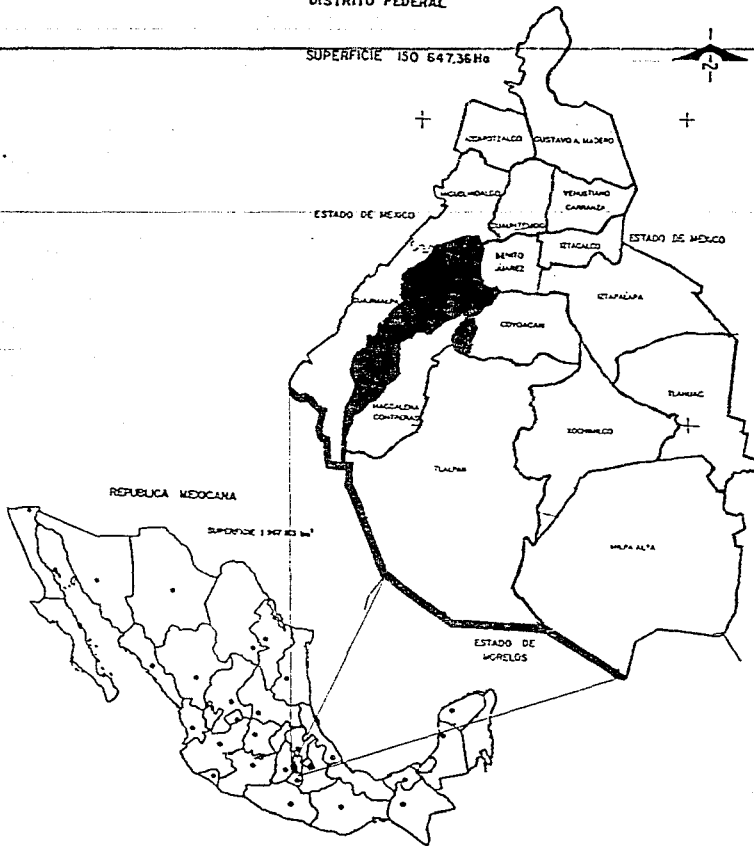 DISTRITO FEDERAL
SUPERFICIE 150 647.36 Ha
N
AZCAPOTZALCO
GUSTAVO A. MADERO
MIGUEL HIDALGO
VENUSTIANO
CARRANZA
ESTADO DE MEXICO
CUAUHTEMOC
IZTACALCO
ESTADO DE MEXICO
BENITO
JUAREZ
CUAJIMALPA
IZTAPALAPA
COYOACAN
TLAHUAC
MAGDALENA
CONTRERAS
XOCHIMILCO
TLALPAN
REPUBLICA MEXICANA
MILPA ALTA
ESTADO DE
MORELOS